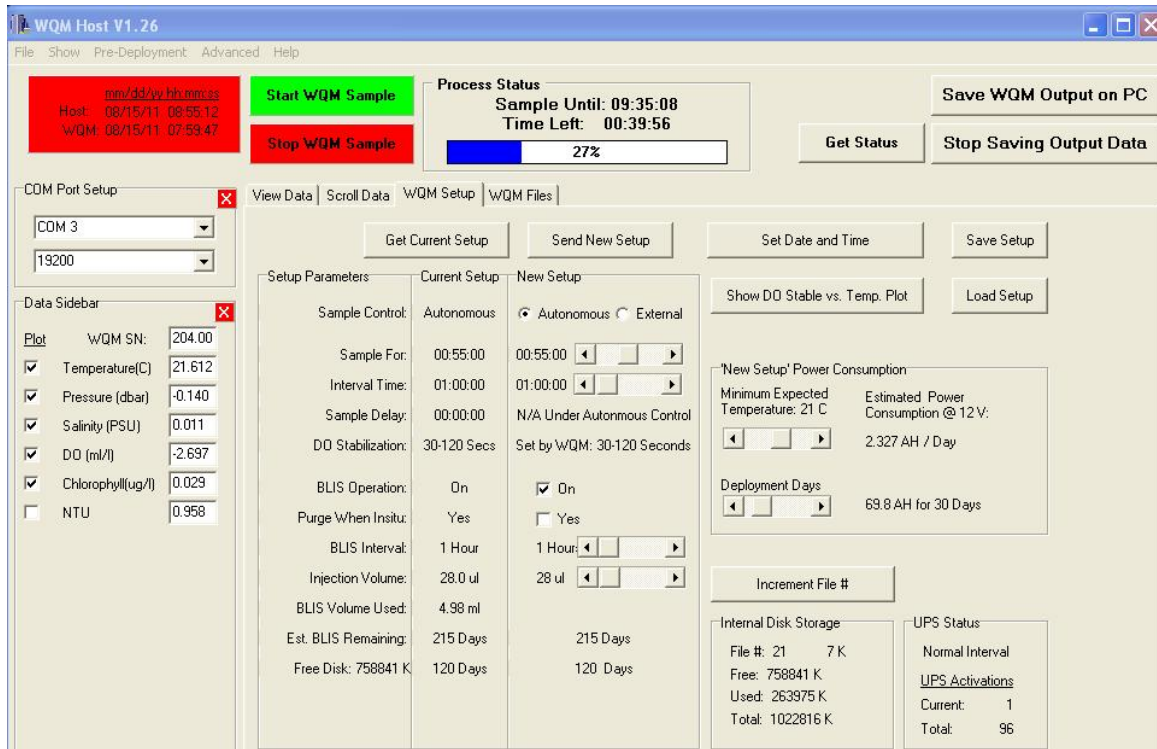 WQM Host V1.26
File Show Pre-Deployment Advanced Help
mm/dd/yy hh:mm:ss
Host: 08/15/11 08:55.12
WQM: 08/15/11 07:59:47
Start WQM Sample
Stop WQM Sample
Process Status
Sample Until: 09:35:08
Time Left: 00:39:56
27%
Save WQM Output on PC
Get Status
Stop Saving Output Data
COM Port Setup
COM 3
19200
Data Sidebar
Plot WQM SN: 204.00
Temperature(C) 21.612
Pressure (dbar) -0.140
Salinity (PSU) 0.011
DO (ml/l) -2.697
Chlorophyll(ug/l) 0.029
NTU 0.958
View Data Scroll Data WQM Setup WQM Files
Get Current Setup Send New Setup Set Date and Time Save Setup
Show DO Stable vs. Temp. Plot Load Setup
Setup Parameters Current Setup New Setup
Sample Control: Autonomous Autonomous External
Sample For: 00:55:00 00:55:00
Interval Time: 01:00:00 01:00:00
Sample Delay: 00:00:00 N/A Under Autonmous Control
DO Stabilization: 30-120 Secs Set by WQM: 30-120 Seconds
BLIS Operation: On On
Purge When Insitu: Yes Yes
BLIS Interval: 1 Hour 1 Hour
Injection Volume: 28.0 ul 28 ul
BLIS Volume Used: 4.98 ml
Est. BLIS Remaining: 215 Days 215 Days
Free Disk: 758841 K 120 Days 120 Days
'New Setup' Power Consumption
Minimum Expected
Temperature: 21 C
Estimated Power
Consumption @ 12 V:
2.327 AH / Day
Deployment Days
69.8 AH for 30 Days
Increment File #
Internal Disk Storage
File #: 21 7 K
Free: 758841 K
Used: 263975 K
Total: 1022816 K
UPS Status
Normal Interval
UPS Activations
Current: 1
Total: 96